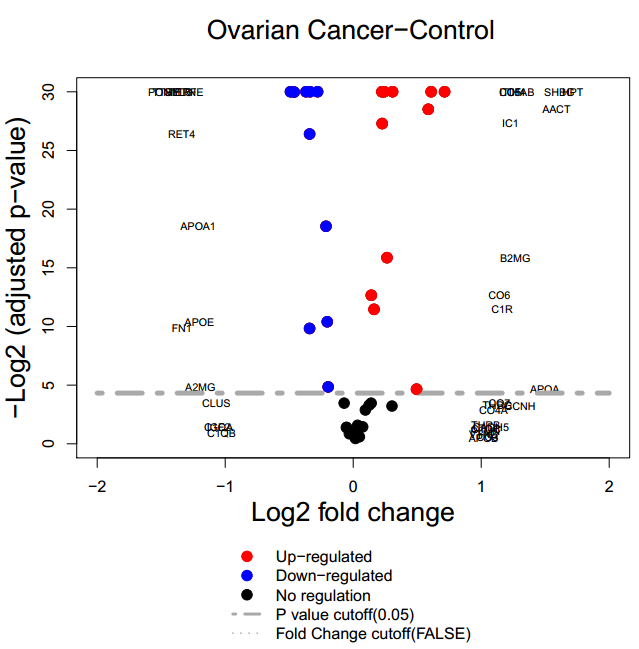 Ovarian Cancer−Control
−Log2 (adjusted p−value)
30
25
20
15
10
5
0
RET4
APOA1
APOE
FN1
A2MG
CLUS
SHBG
HPT
AACT
IC1
B2MG
CO6
C1R
APOA
CO4A
−2
−1
0
1
2
Log2 fold change
Up−regulated
Down−regulated
No regulation
P value cutoff(0.05)
Fold Change cutoff(FALSE)